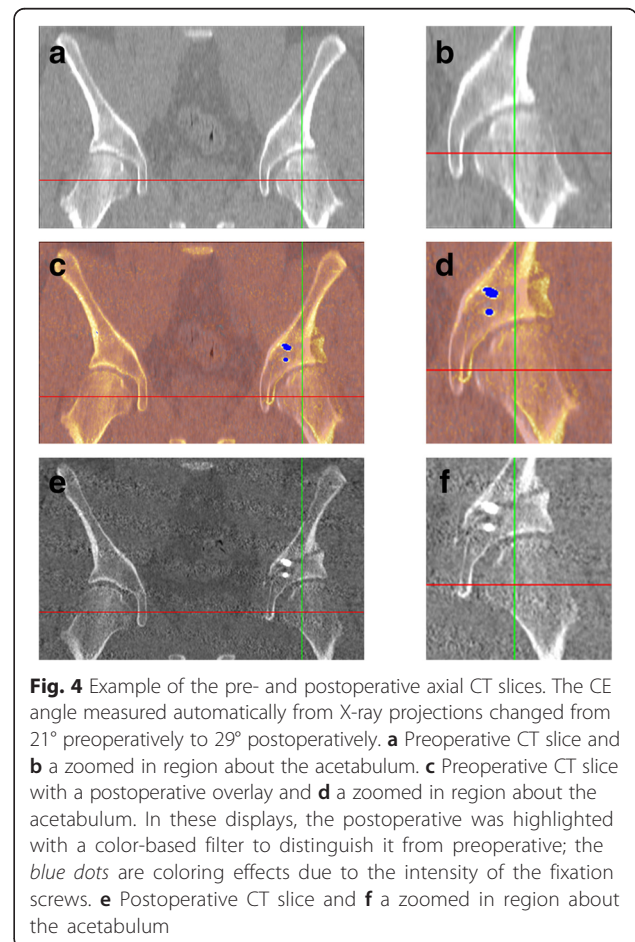 a
b
c
d
e
f
Fig. 4 Example of the pre- and postoperative axial CT slices. The CE
angle measured automatically from X-ray projections changed from
21° preoperatively to 29° postoperatively. a Preoperative CT slice and
b a zoomed in region about the acetabulum. c Preoperative CT slice
with a postoperative overlay and d a zoomed in region about the
acetabulum. In these displays, the postoperative was highlighted
with a color-based filter to distinguish it from preoperative; the
blue dots are coloring effects due to the intensity of the fixation
screws. e Postoperative CT slice and f a zoomed in region about
the acetabulum